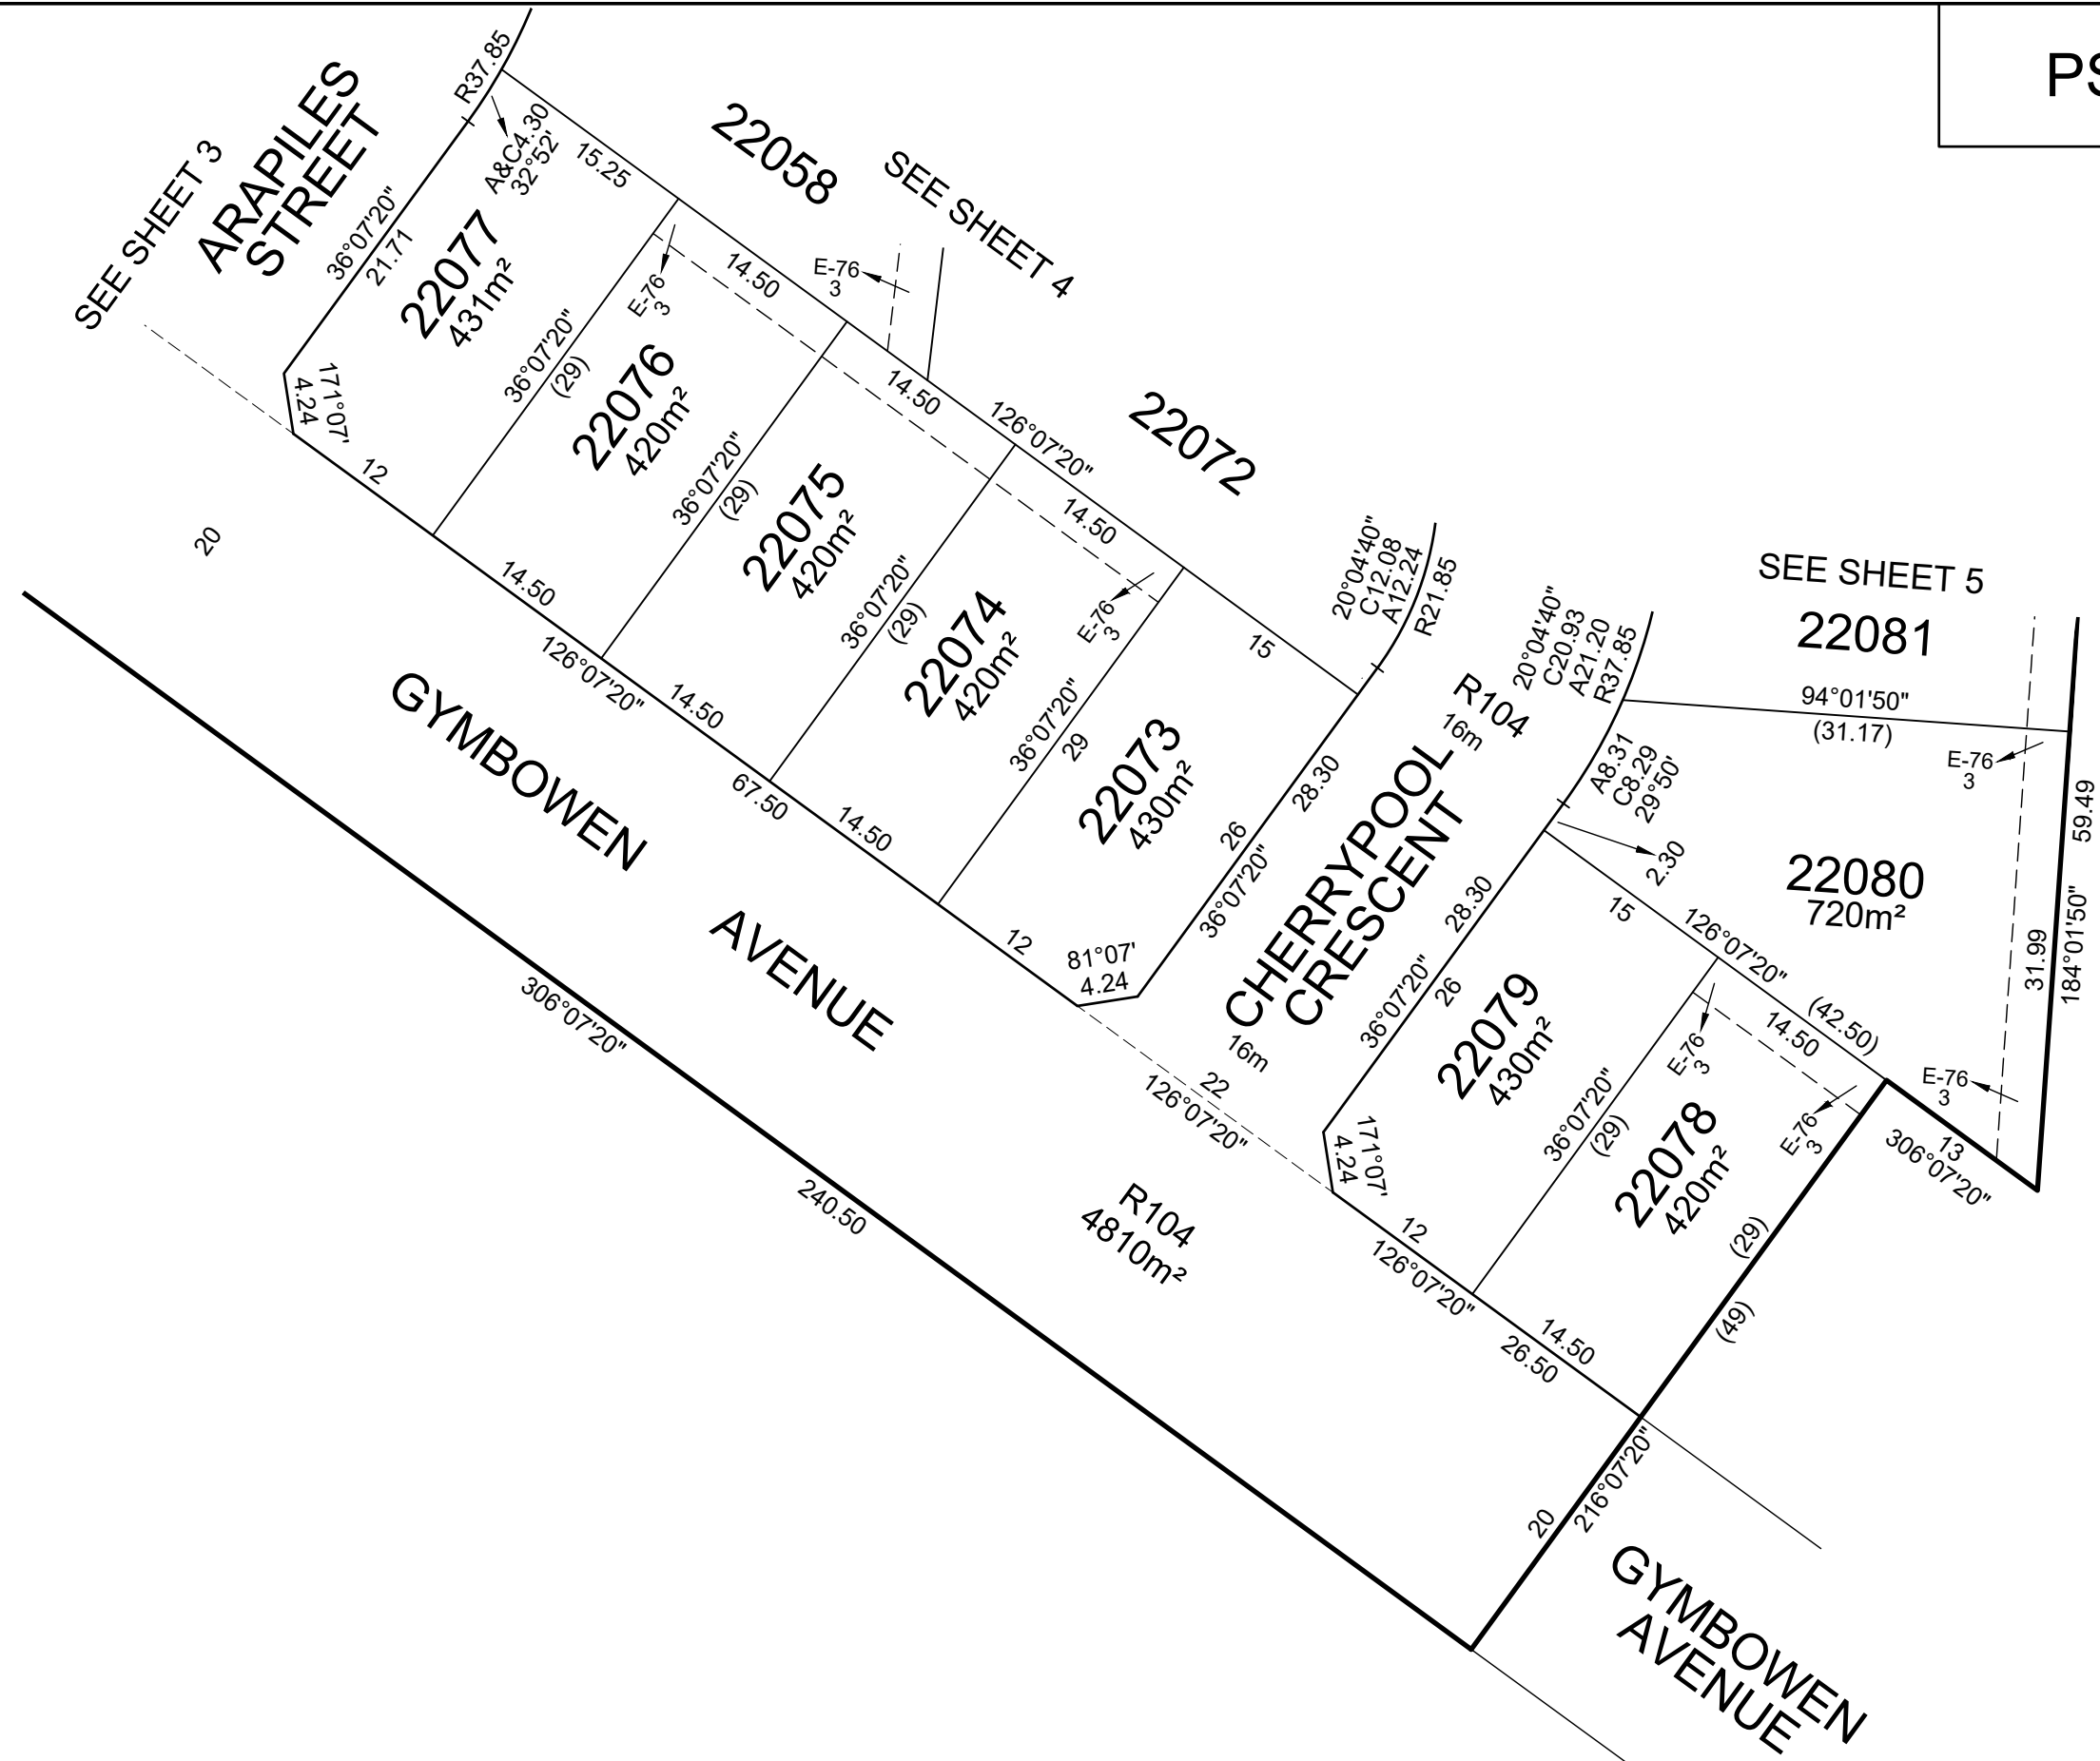 PS
SEE SHEET 3
ARAPILES
STREET
R37.85
A&C4.30
32°52'
36°07'20"
21.71
22077
431m²
171°07'
4.24
12
15.25
22058
SEE SHEET 4
14.50
E-76
3
E-76
3
36°07'20"
(29)
22076
420m²
14.50
14.50
126°07'20"
22072
36°07'20"
(29)
22075
420m²
14.50
14.50
126°07'20"
36°07'20"
(29)
22074
420m²
E-76
3
67.50
14.50
36°07'20"
29
22073
430m²
15
12
81°07'
4.24
26
36°07'20"
28.30
20°04'40"
C12.08
A12.24
R21.85
CHERRYPOOL
CRESCENT
R104
16m
16m
20°04'40"
C20.93
A21.20
R37.85
SEE SHEET 5
22081
94°01'50"
(31.17)
E-76
3
A8.31
C8.29
29°50'
2.30
22080
720m²
59.49
31.99
184°01'50"
28.30
36°07'20"
26
22079
430m²
15
126°07'20"
(42.50)
14.50
E-76
3
E-76
3
E-76
3
13
306°07'20"
36°07'20"
(29)
22078
420m²
(29)
(49)
171°07'
4.24
12
126°07'20"
14.50
26.50
22
126°07'20"
20
GYMBOWEN
AVENUE
306°07'20"
240.50
R104
4810m²
20
216°07'20"
GYMBOWEN
AVENUE